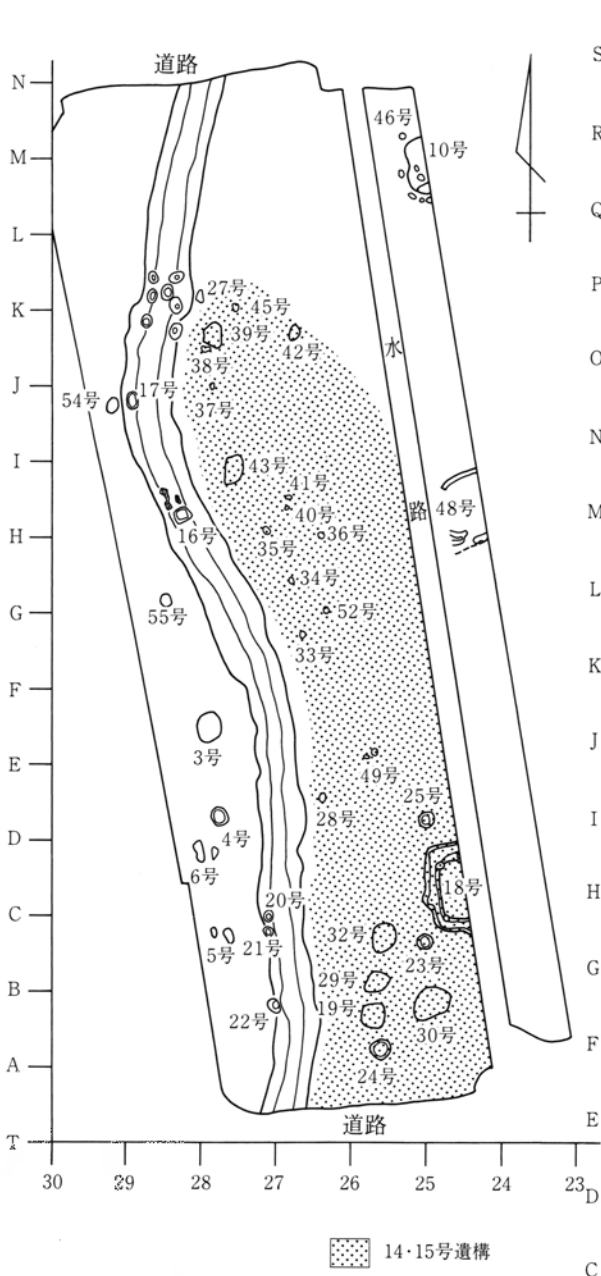 道路
S
N
46号
R
10号
M
Q
L
P
27号
45号
K
39号
42号
水
O
38号
17号
J
54号
37号
N
I
43号
41号
40号
48号
M
路
16号
H
35号
36号
34号
L
55号
G
52号
33号
K
F
3号
J
E
49号
28号
25号
I
4号
D
6号
18号
H
20号
C
32号
5号
21号
23号
G
29号
B
19号
22号
30号
F
A
24号
道路
E
T
30 29 28 27 26 25 24 23
D
14・15号遺構
C